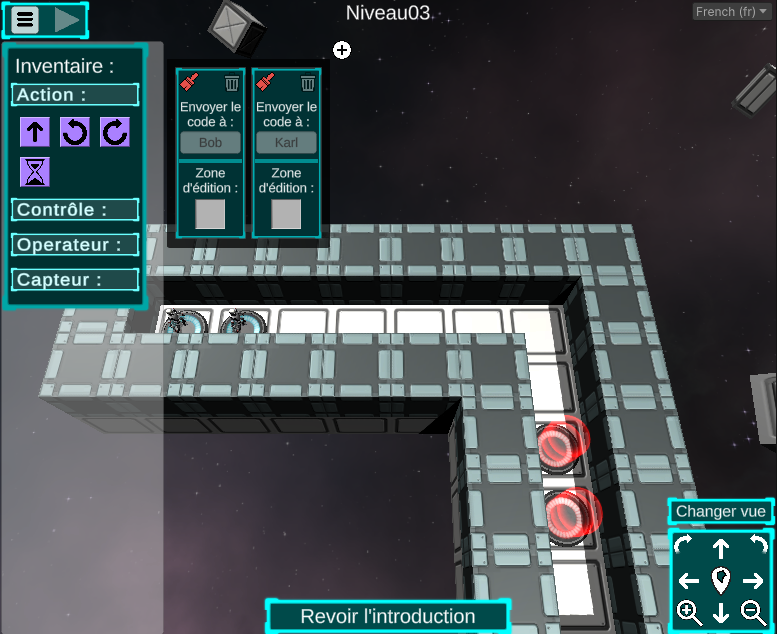 Niveau03
French (fr)
Inventaire :
Action :
Contrôle :
Operateur :
Capteur :
Envoyer le
code à :
Bob
Zone
d'édition :
Envoyer le
code à :
Karl
Zone
d'édition :
Changer vue
Revoir l'introduction